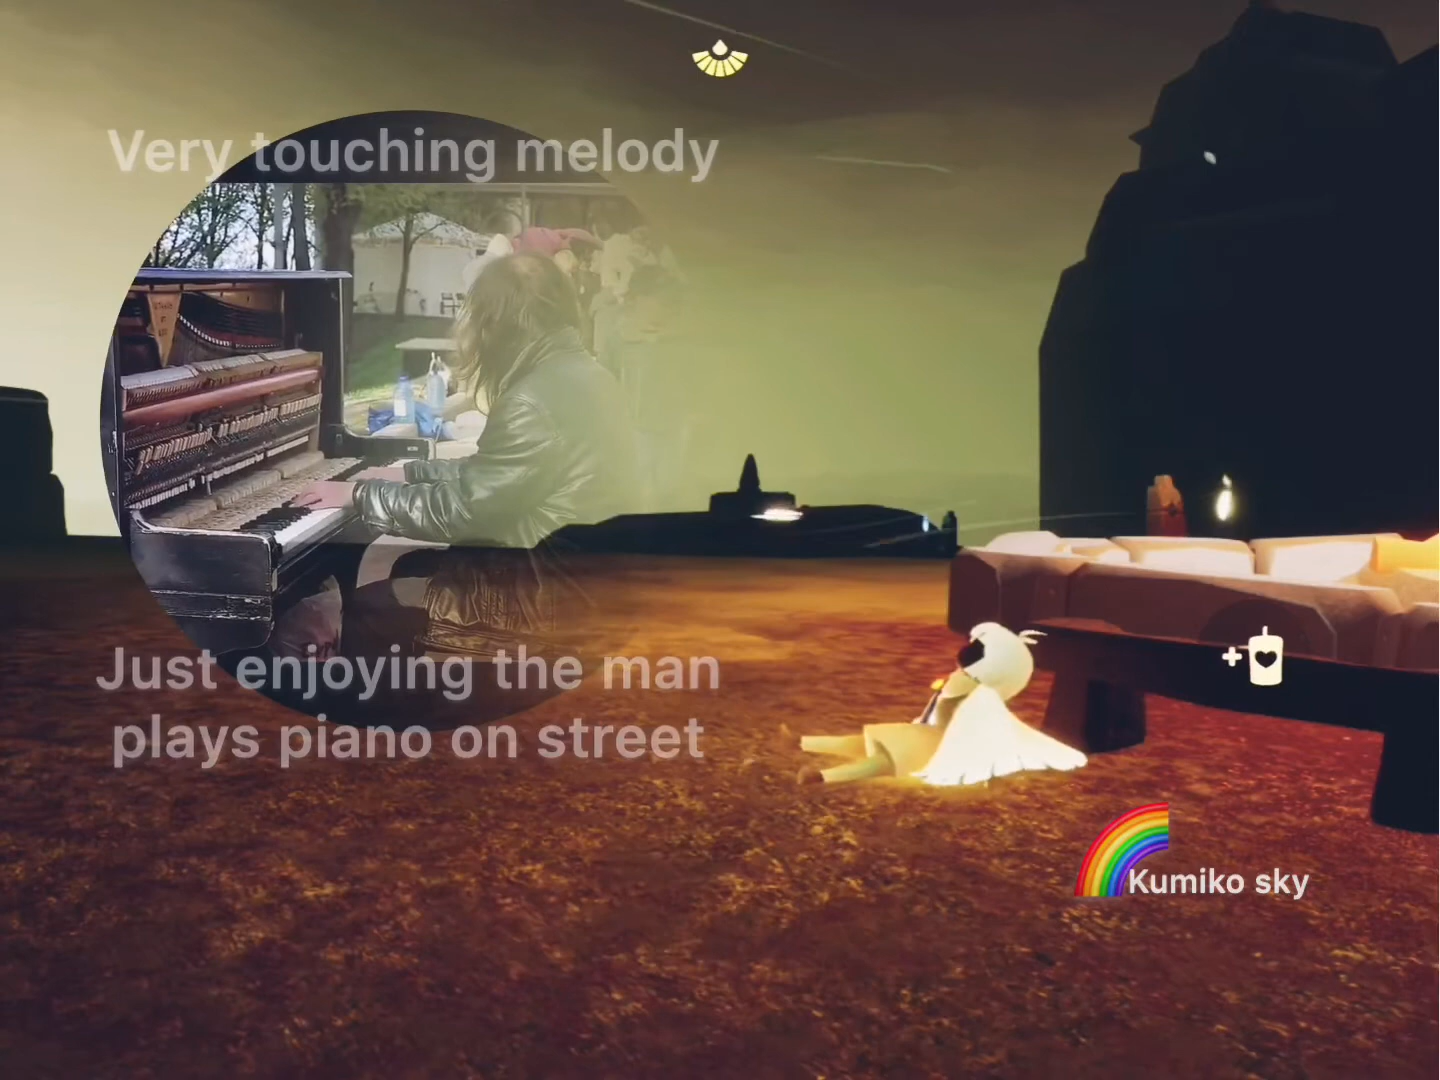 Very touching melody
Just enjoying the man
plays piano on street
Kumiko sky